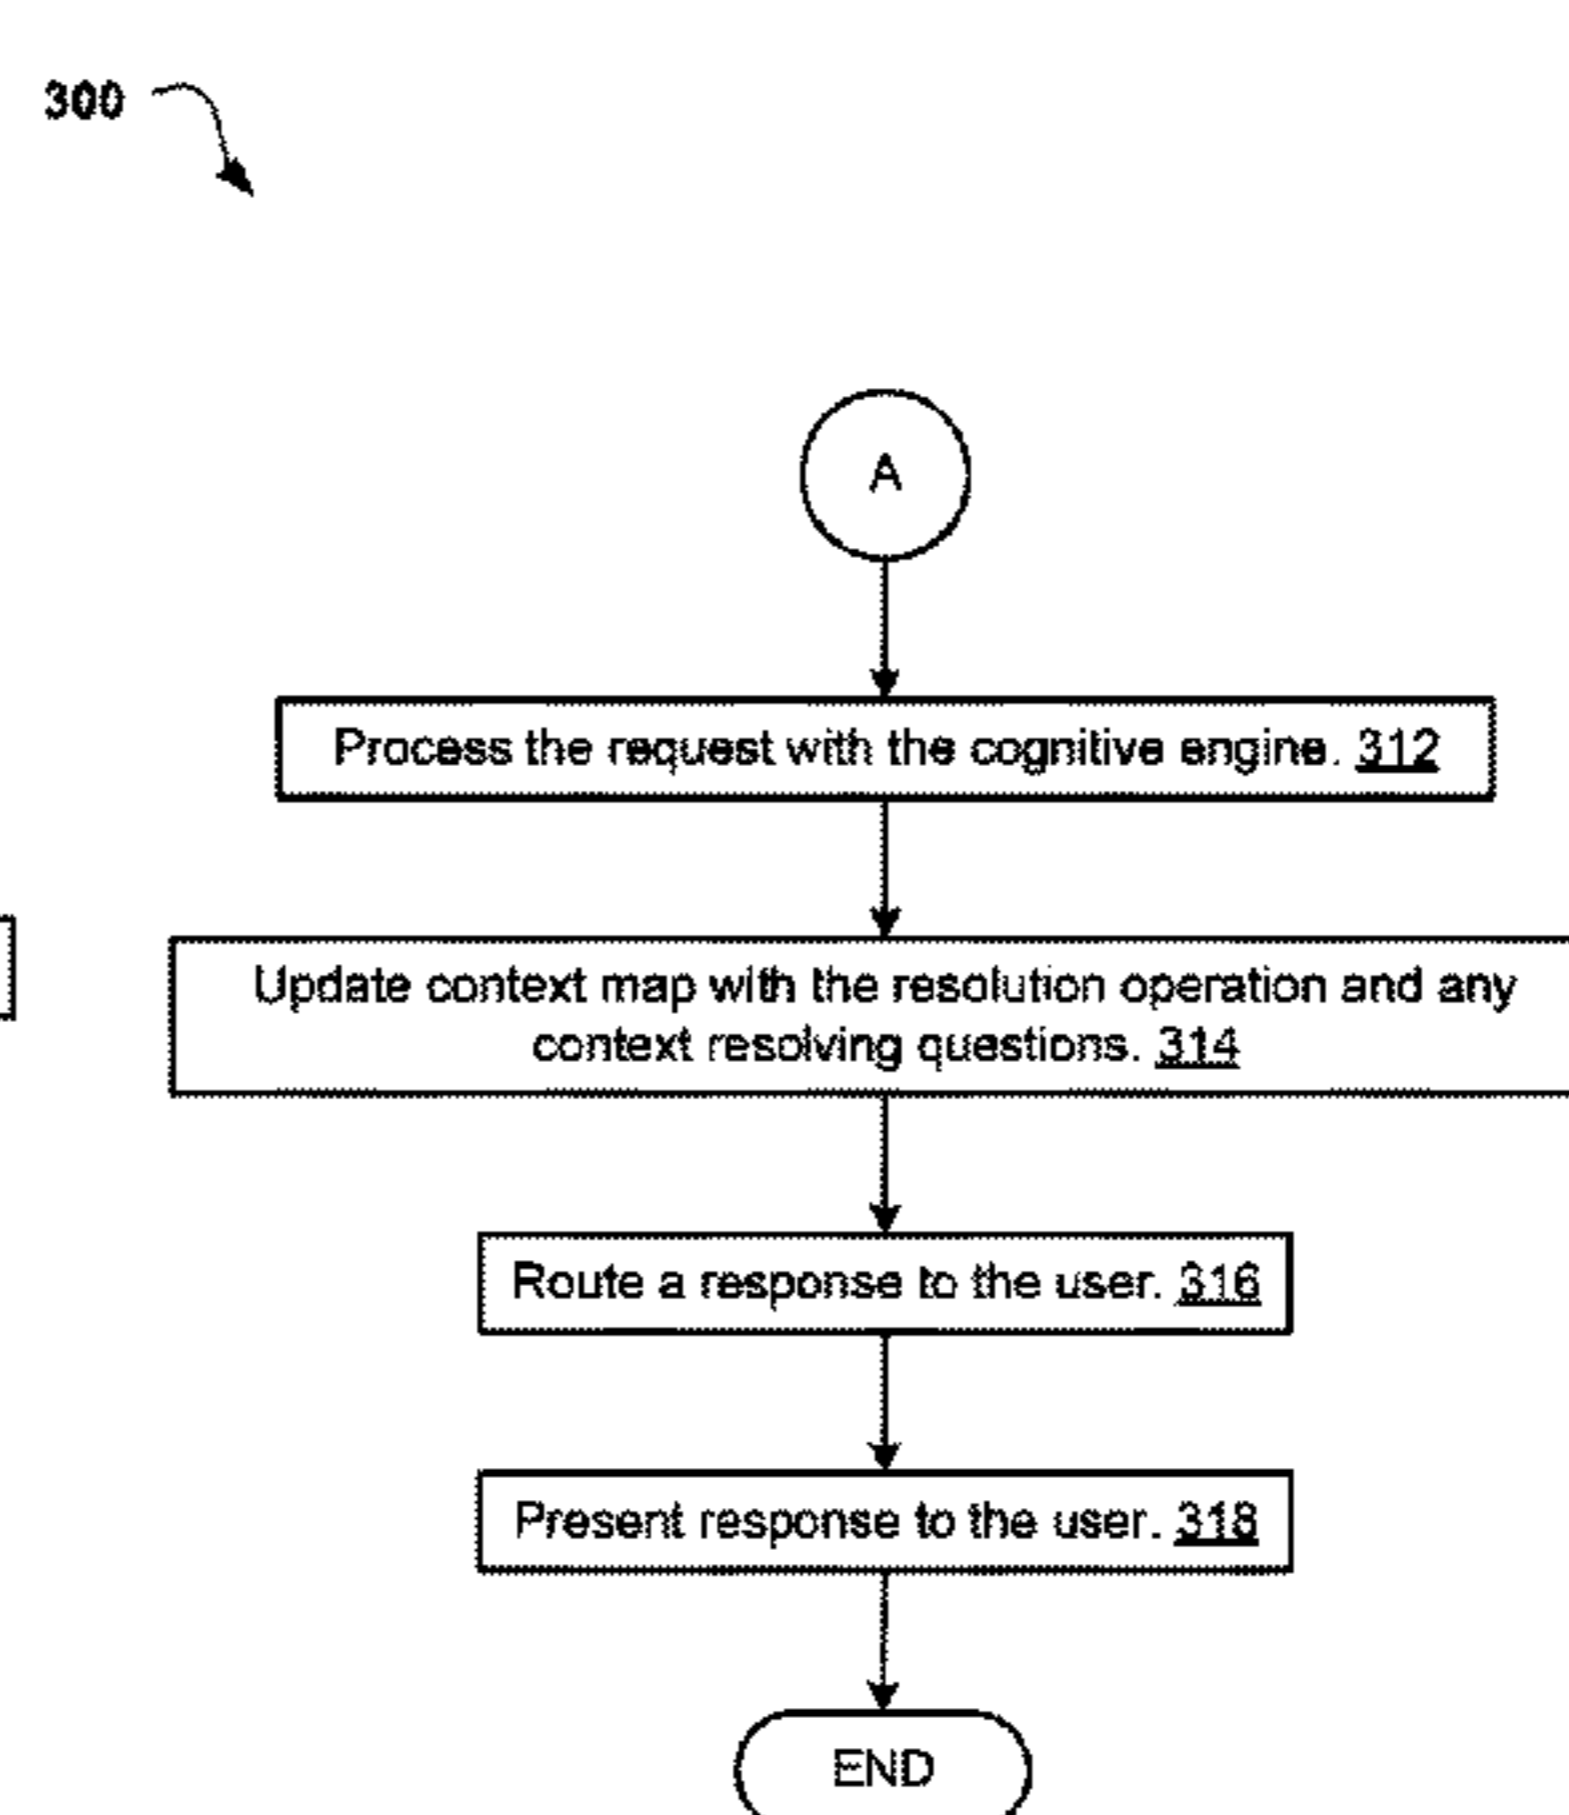 300
A
Process the request with the cognitive engine. 312
Update context map with the resolution operation and any
context resolving questions. 314
Route a response to the user. 316
Present response to the user. 318
END